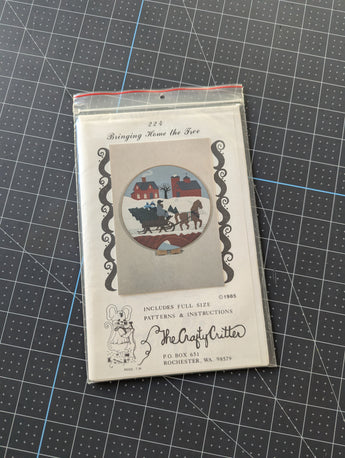 224
Bringing Home the Tree
© 1985
INCLUDES FULL SIZE
PATTERNS & INSTRUCTIONS
The Crafty Critter
P.O. BOX 651
ROCHESTER, WA. 98579